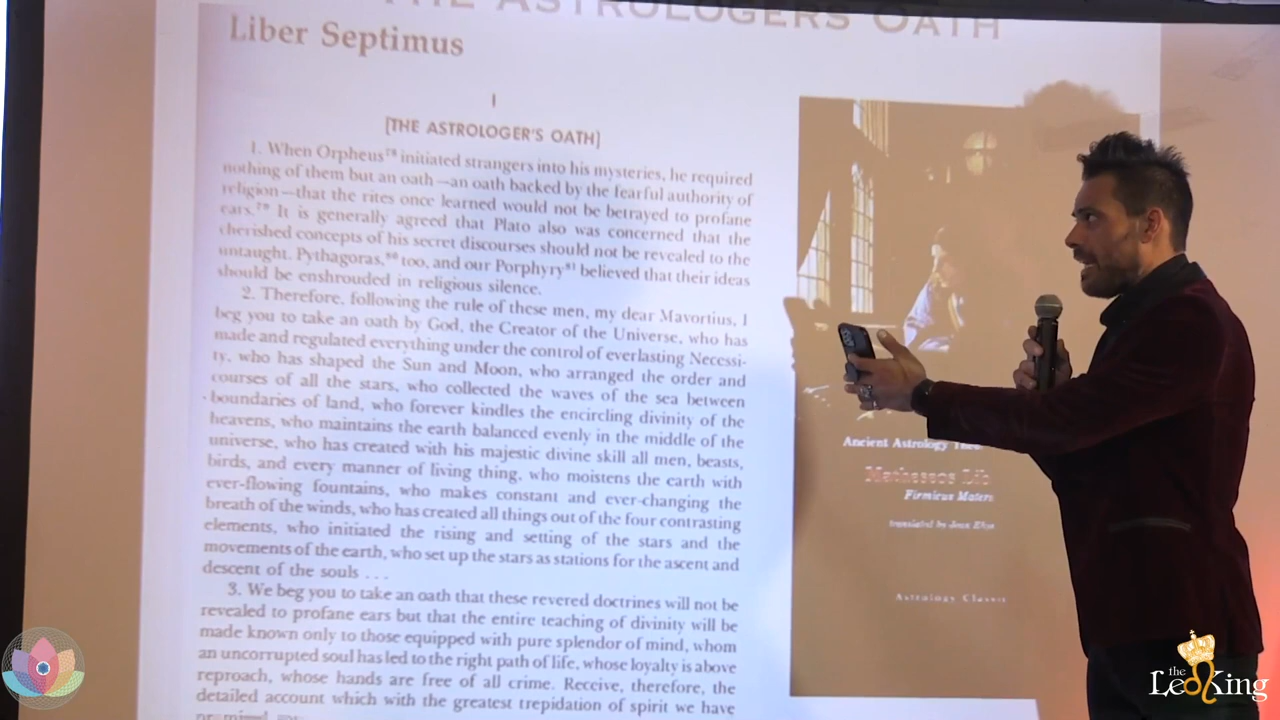 THE ASTROLOGERS OATH
Liber Septimus
I
[THE ASTROLOGER'S OATH]
1. When Orpheus⁷⁸ initiated strangers into his mysteries, he required
nothing of them but an oath—an oath backed by the fearful authority of
religion—that the rites once learned would not be betrayed to profane
ears.⁷⁹ It is generally agreed that Plato also was concerned that the
cherished concepts of his secret discourses should not be revealed to the
untaught. Pythagoras,⁸⁰ too, and our Porphyry⁸¹ believed that their ideas
should be enshrouded in religious silence.
2. Therefore, following the rule of these men, my dear Mavortius, I
beg you to take an oath by God, the Creator of the Universe, who has
made and regulated everything under the control of everlasting Necessi-
ty, who has shaped the Sun and Moon, who arranged the order and
courses of all the stars, who collected the waves of the sea between
boundaries of land, who forever kindles the encircling divinity of the
heavens, who maintains the earth balanced evenly in the middle of the
universe, who has created with his majestic divine skill all men, beasts,
birds, and every manner of living thing, who moistens the earth with
ever-flowing fountains, who makes constant and ever-changing the
breath of the winds, who has created all things out of the four contrasting
elements, who initiated the rising and setting of the stars and the
movements of the earth, who set up the stars as stations for the ascent and
descent of the souls . . .
3. We beg you to take an oath that these revered doctrines will not be
revealed to profane ears but that the entire teaching of divinity will be
made known only to those equipped with pure splendor of mind, whom
an uncorrupted soul has led to the right path of life, whose loyalty is above
reproach, whose hands are free of all crime. Receive, therefore, the
detailed account which with the greatest trepidation of spirit we have
Ancient Astrology
Matheseos Lib
Firmicus Matern
translated by Jean Rhys
Astrology Classics
the
LeoKing